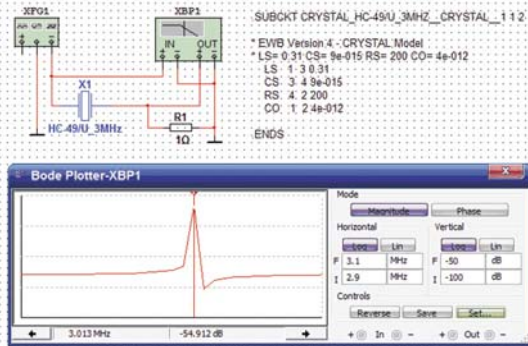 XFG1
XBP1
IN OUT
X1
HC-49/U_3MHz
R1
1Ω
SUBCKT CRYSTAL_HC-49/U_3MHZ__CRYSTAL__1 1 2
* EWB Version 4 - CRYSTAL Model
* LS= 0.31 CS= 9e-015 RS= 200 CO= 4e-012
LS 1 3 0.31
CS 3 4 9e-015
RS 4 2 200
CO 1 2 4e-012
ENDS
Bode Plotter-XBP1
Mode
Magnitude Phase
Horizontal Vertical
Log Lin Log Lin
F 3.1 MHz F -50 dB
I 2.9 MHz I -100 dB
Controls
Reverse Save Set...
3.013 MHz -54.912 dB
+ In - + Out -